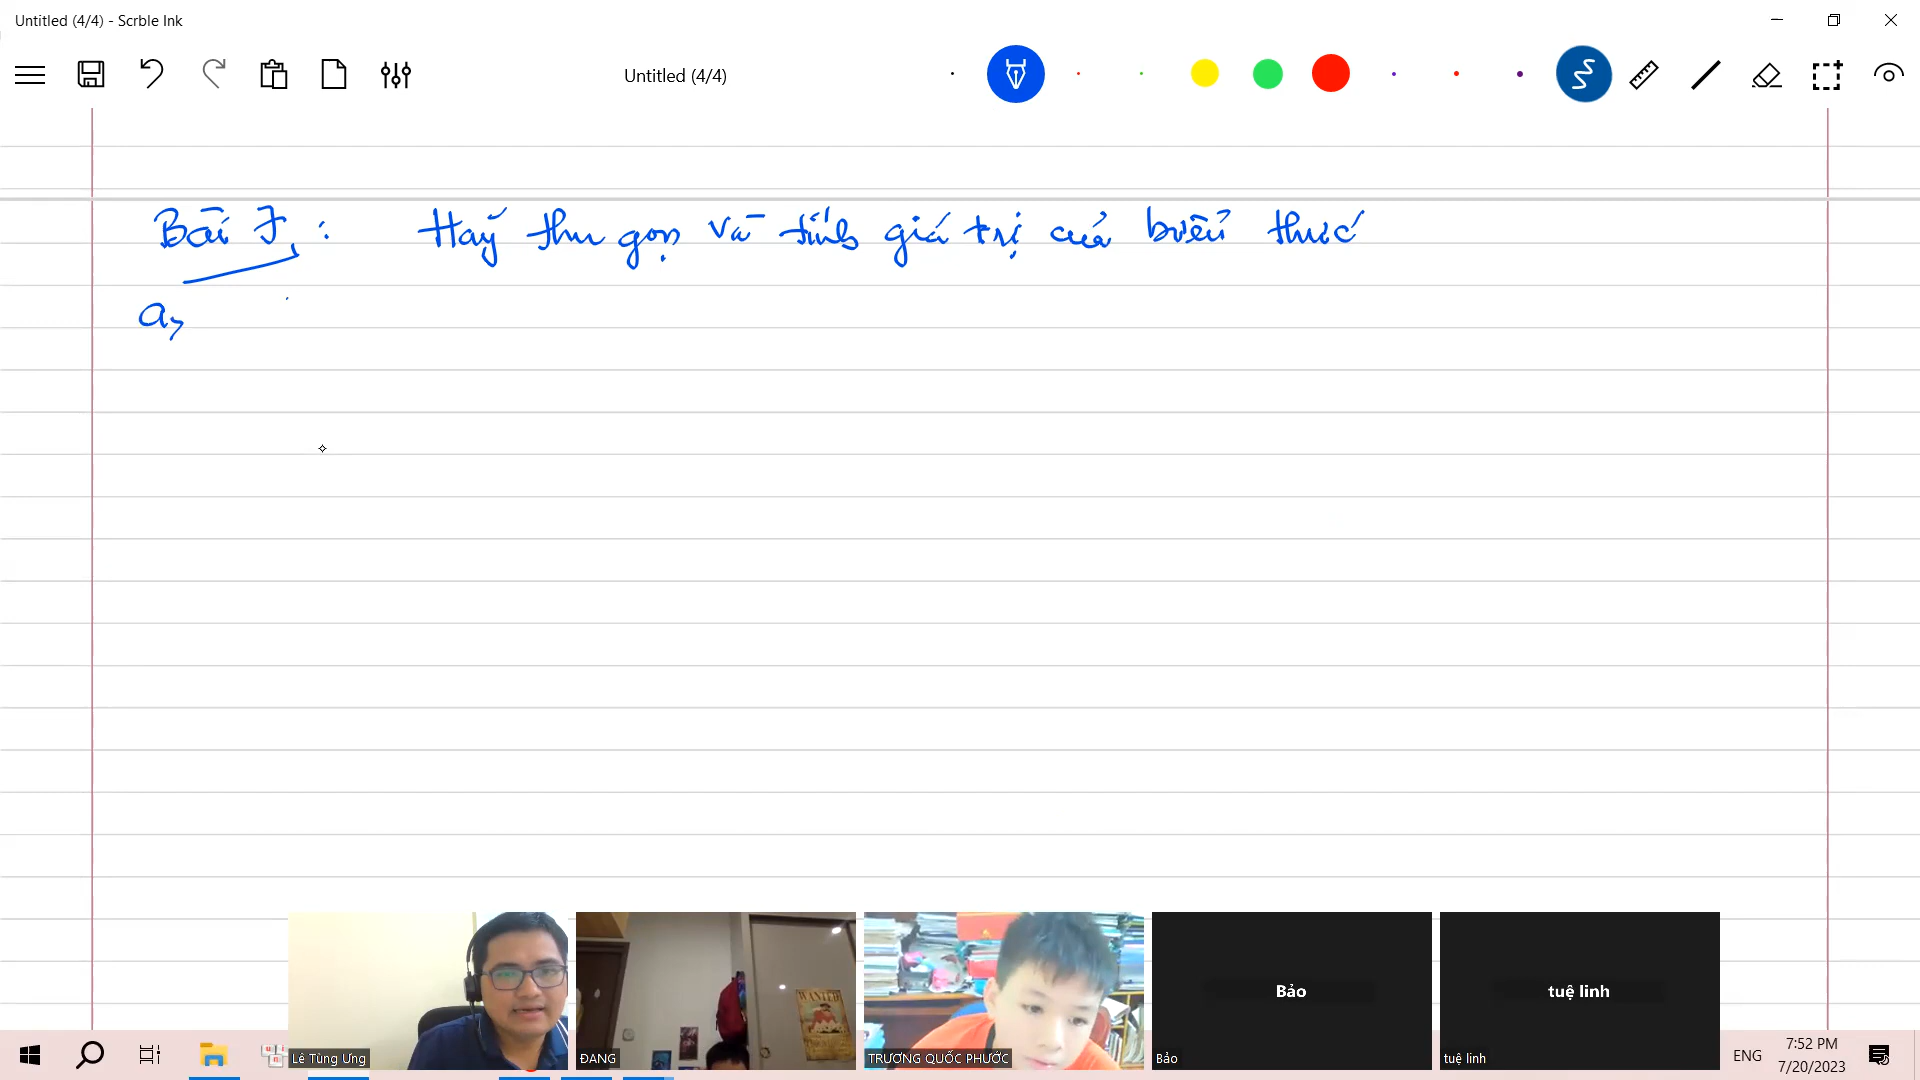 Untitled (4/4) - Scrble Ink
Untitled (4/4)
Bài 7: Hãy thu gọn và tính giá trị của biểu thức
a,
WANTED
Lê Tùng Ưng
ĐANG
TRƯƠNG QUỐC PHƯỚC
Bảo
Bảo
tuệ linh
tuệ linh
ENG
7:52 PM
7/20/2023